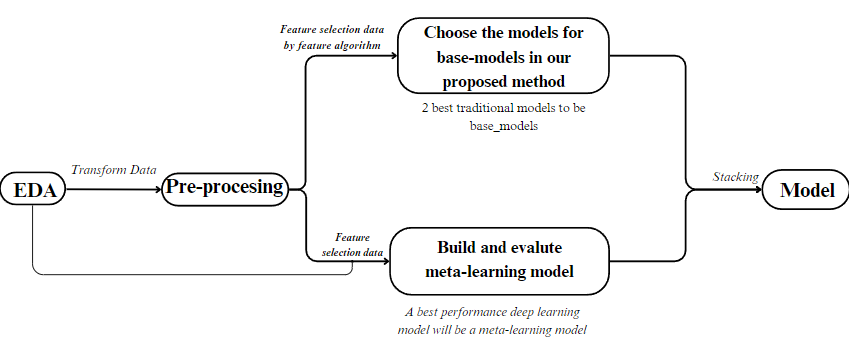 Feature selection data
by feature algorithm
Choose the models for
base-models in our
proposed method
2 best traditional models to be
base_models
EDA
Transform Data
Pre-procesing
Stacking
Model
Feature
selection data
Build and evalute
meta-learning model
A best performance deep learning
model will be a meta-learning model